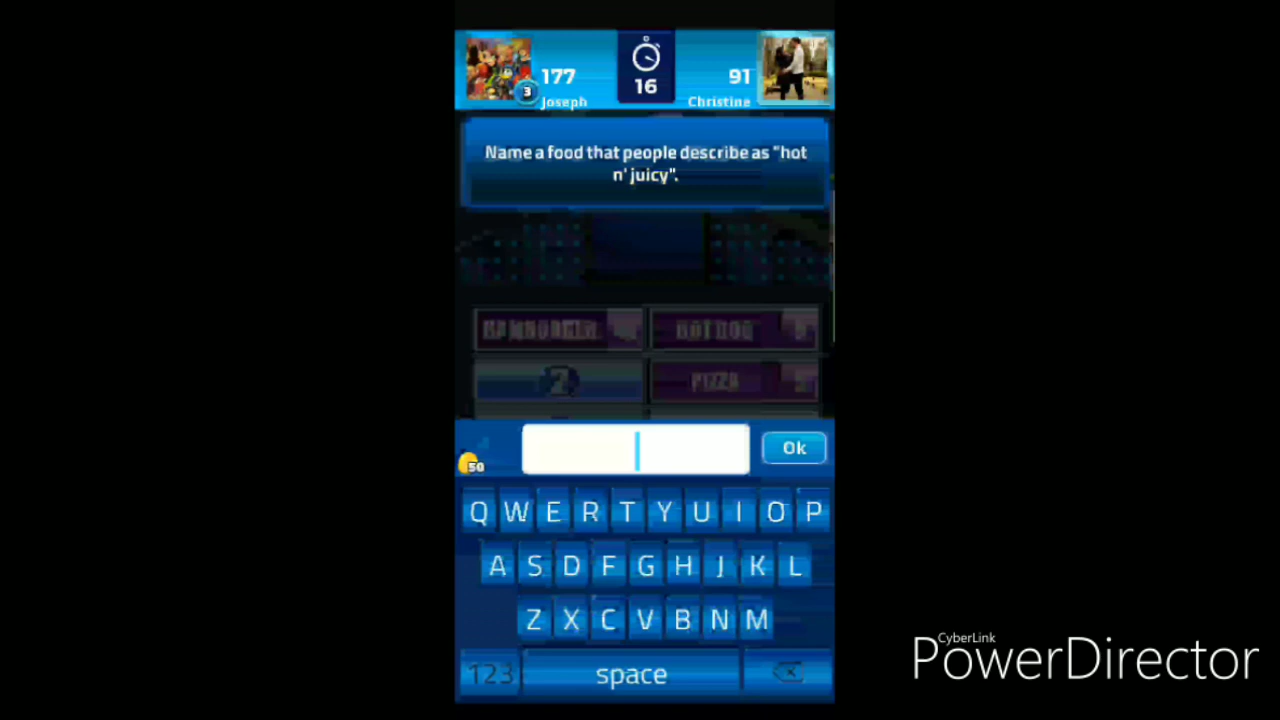 177
91
3
Joseph
16
Christine
Name a food that people describe as "hot
n' juicy".
HAMBURGER
HOT DOG
2
PIZZA
50
Ok
Q W E R T Y U I O P
A S D F G H J K L
Z X C V B N M
123 space
CyberLink
PowerDirector